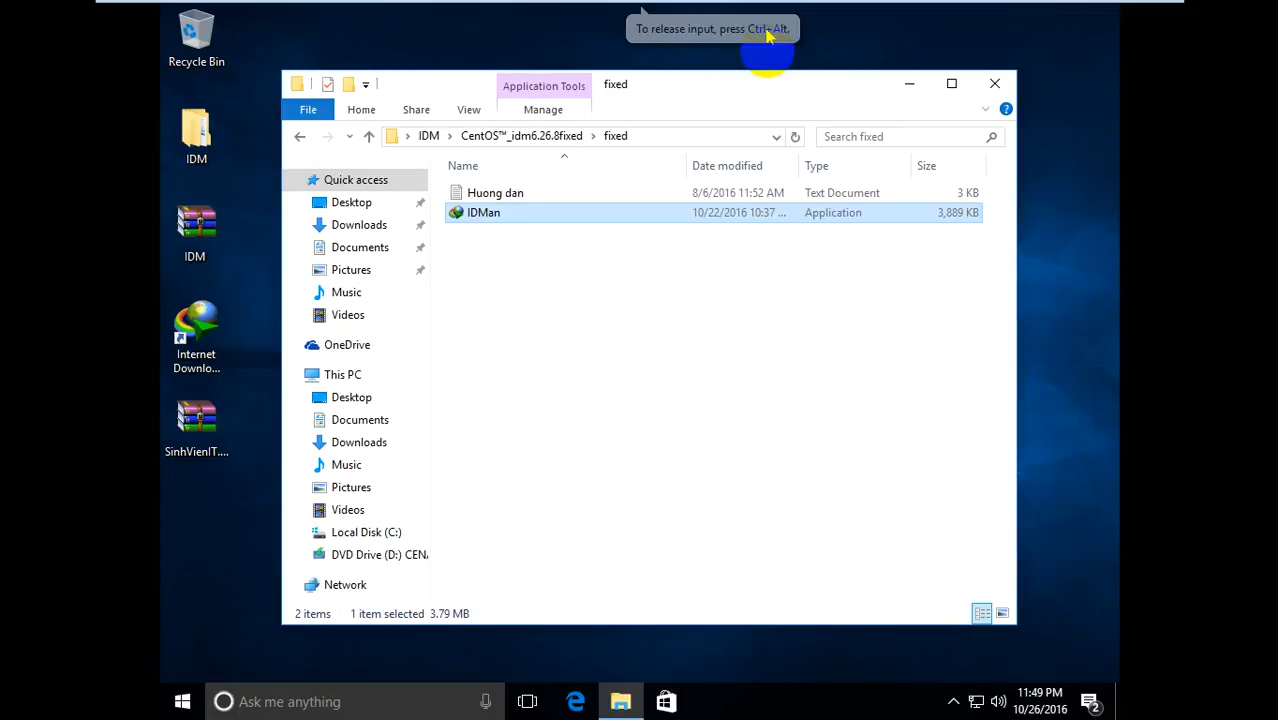 To release input, press Ctrl+Alt.
Recycle Bin
IDM
IDM
Internet
Downlo...
SinhVienIT....
Application Tools
fixed
File
Home
Share
View
Manage
IDM
CentOS™_idm6.26.8fixed
fixed
Search fixed
Name
Date modified
Type
Size
Huong dan
8/6/2016 11:52 AM
Text Document
3 KB
IDMan
10/22/2016 10:37 ...
Application
3,889 KB
Quick access
Desktop
Downloads
Documents
Pictures
Music
Videos
OneDrive
This PC
Desktop
Documents
Downloads
Music
Pictures
Videos
Local Disk (C:)
DVD Drive (D:) CENA
Network
2 items
1 item selected 3.79 MB
Ask me anything
11:49 PM
10/26/2016
2